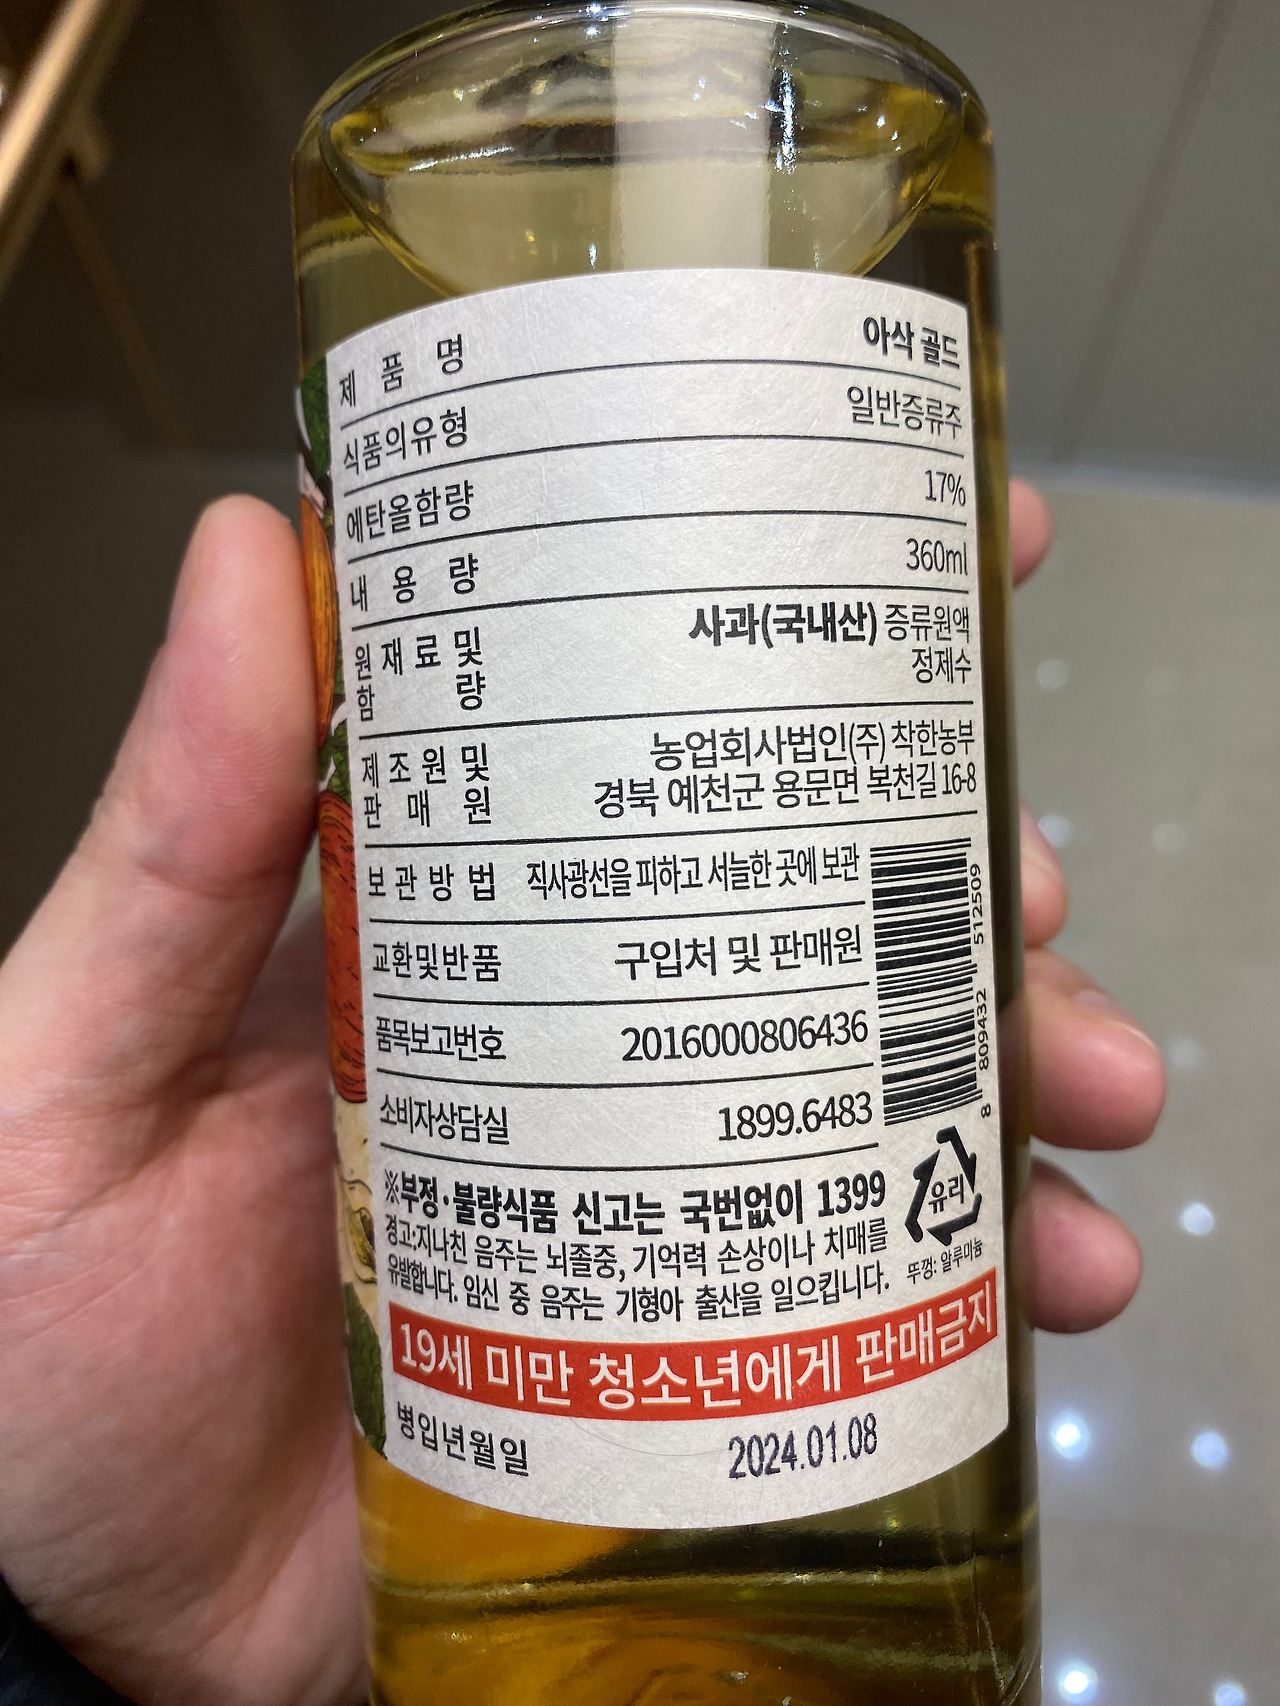 제품명 아삭 골드
식품의유형 일반증류주
에탄올함량 17%
내용량 360ml
원재료 및 함량 사과(국내산) 증류원액
정제수
제조원 및 판매원 농업회사법인(주) 착한농부
경북 예천군 용문면 복천길 16-8
보관방법 직사광선을 피하고 서늘한 곳에 보관
교환및반품 구입처 및 판매원
품목보고번호 2016000806436
소비자상담실 1899.6483
8 809432 512509
※부정·불량식품 신고는 국번없이 1399
경고:지나친 음주는 뇌졸중, 기억력 손상이나 치매를
유발합니다. 임신 중 음주는 기형아 출산을 일으킵니다.
유리
뚜껑: 알루미늄
19세 미만 청소년에게 판매금지
병입년월일 2024.01.08